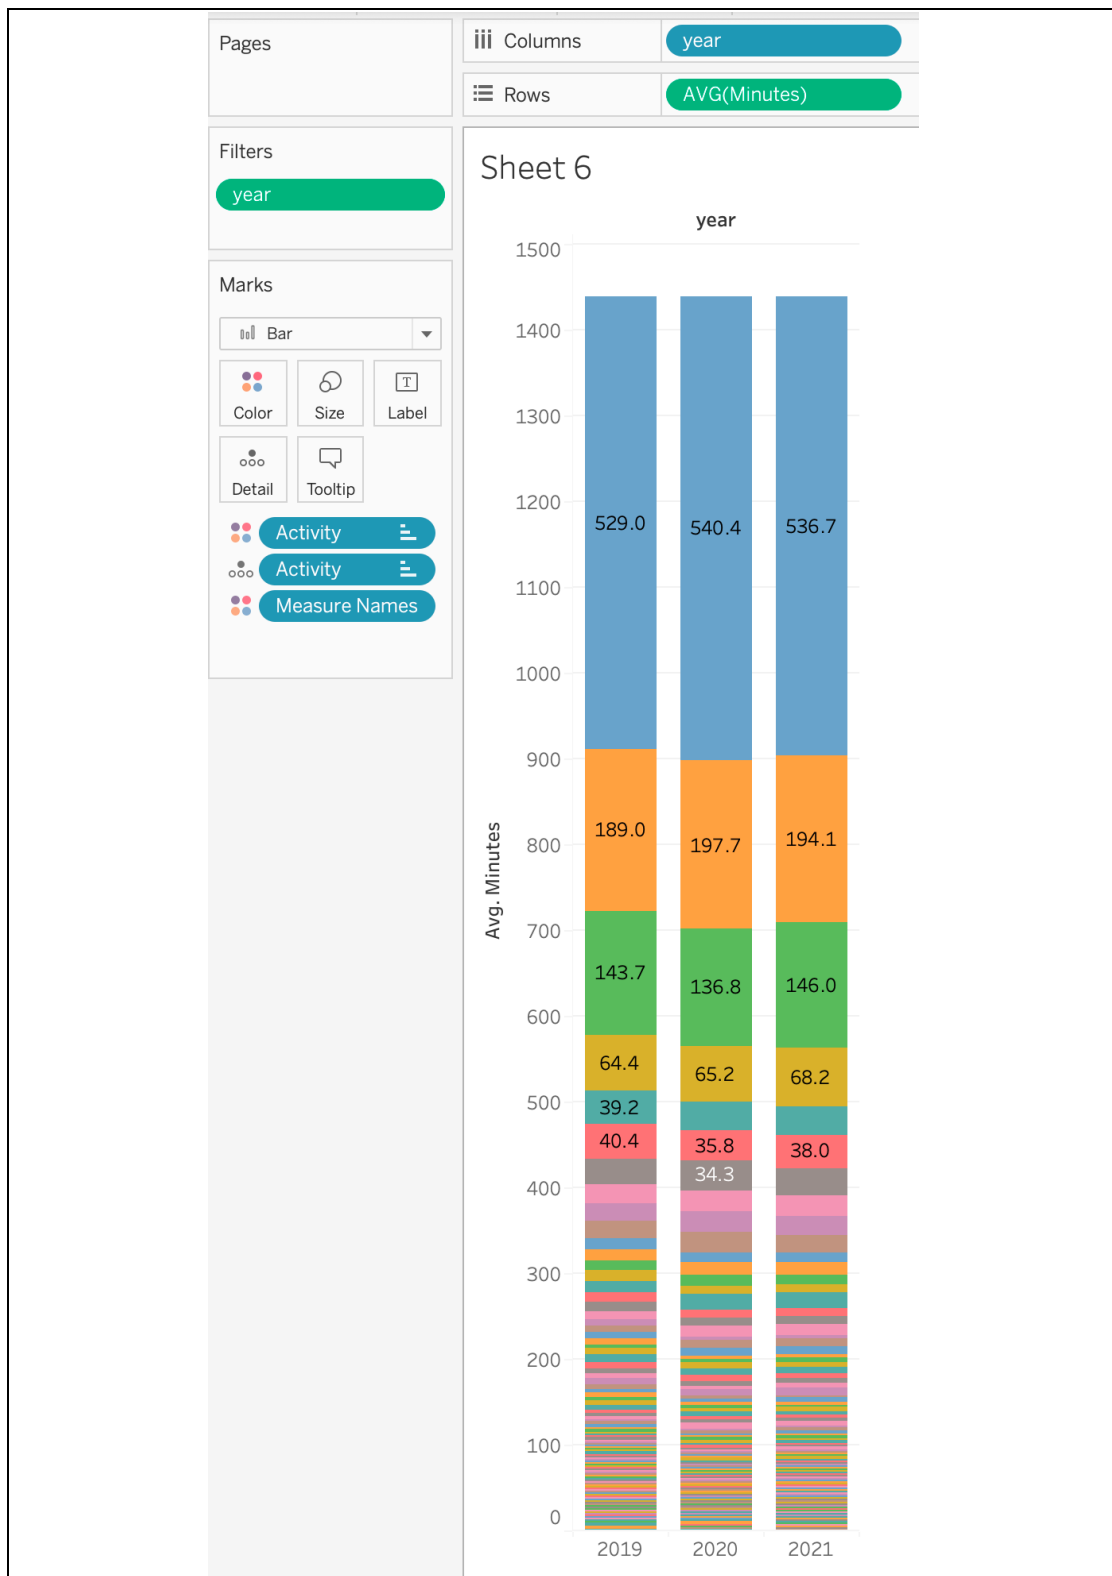 Pages
Columns
year
Rows
AVG(Minutes)
Filters
year
Marks
Bar
Color
Size
T
Label
Detail
Tooltip
Activity
Activity
Measure Names
Sheet 6
year
Avg. Minutes
1500
1400
1300
1200
1100
1000
900
800
700
600
500
400
300
200
100
0
529.0 540.4 536.7
189.0 197.7 194.1
143.7 136.8 146.0
64.4 65.2 68.2
39.2
40.4 35.8 38.0
34.3
2019 2020 2021